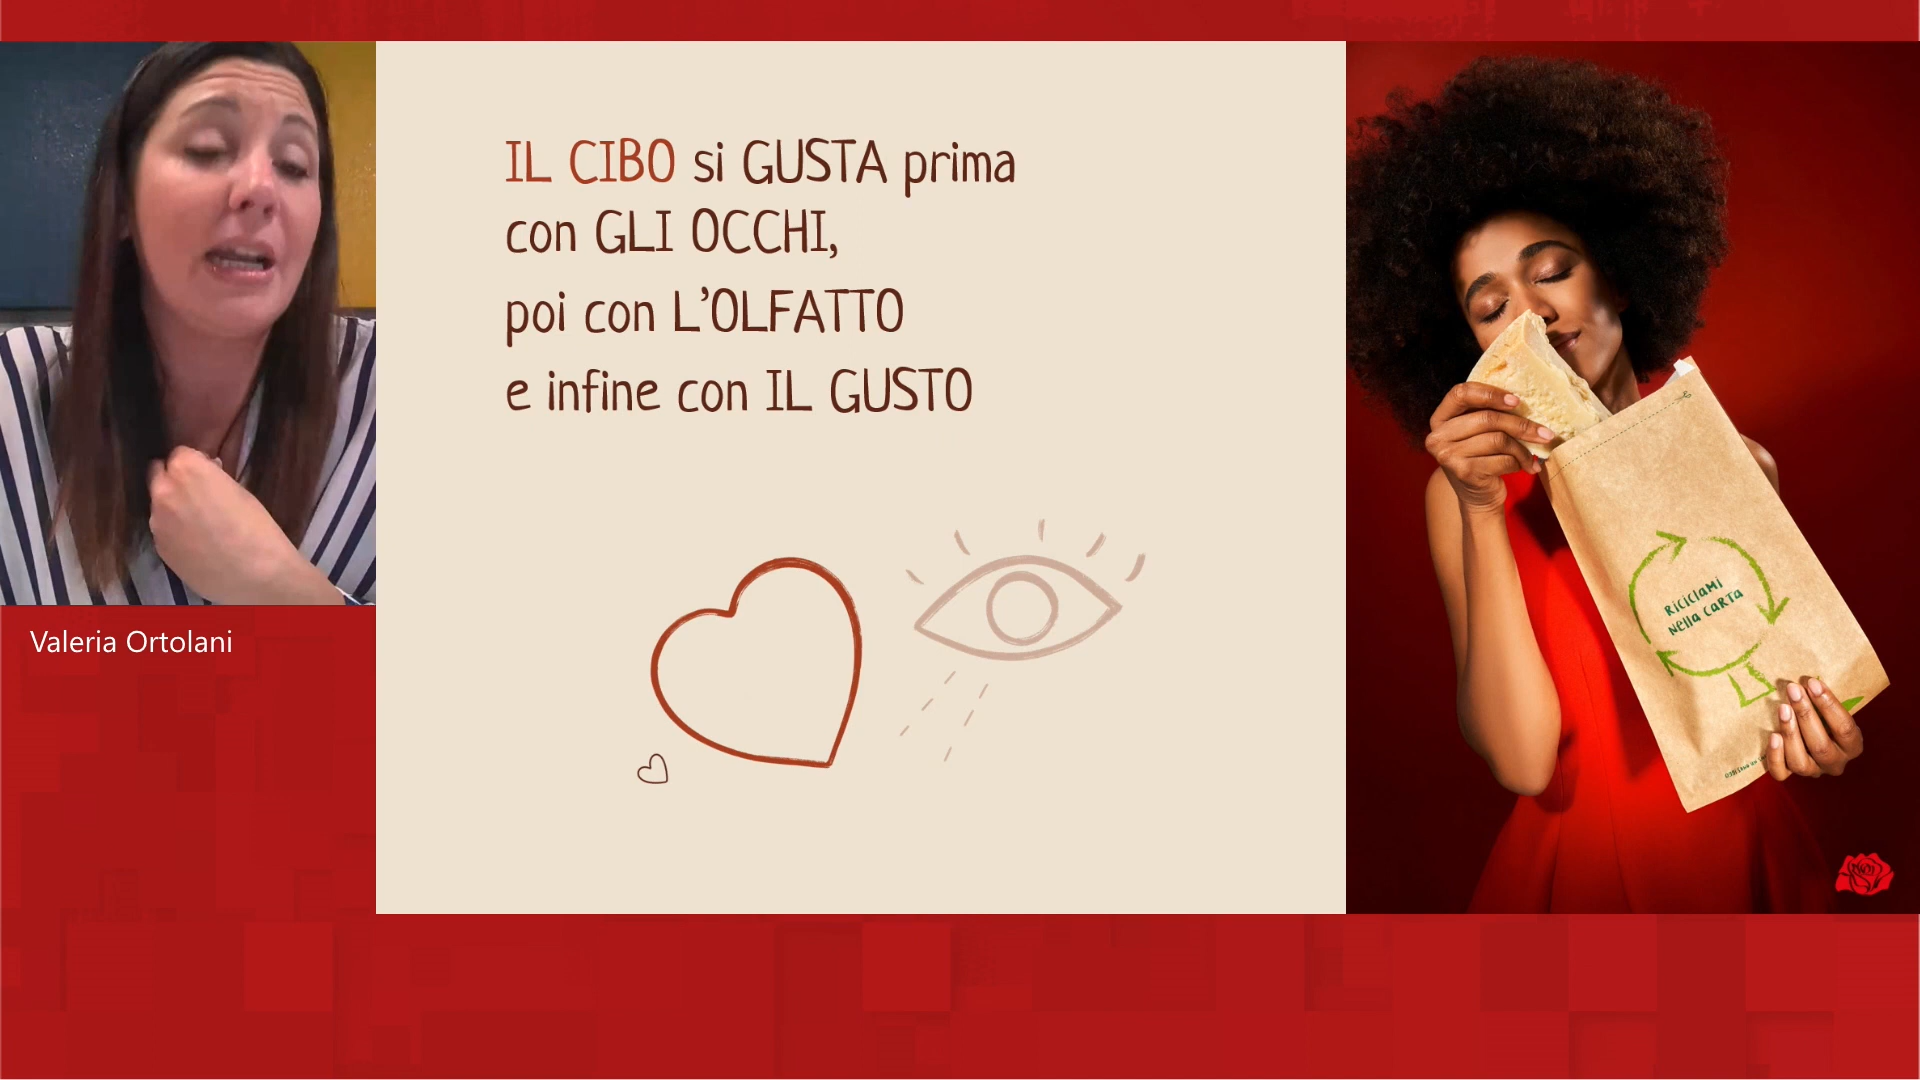 IL CIBO si GUSTA prima
con GLI OCCHI,
poi con L'OLFATTO
e infine con IL GUSTO
Valeria Ortolani
RiciclaMi
Nella CaRTa